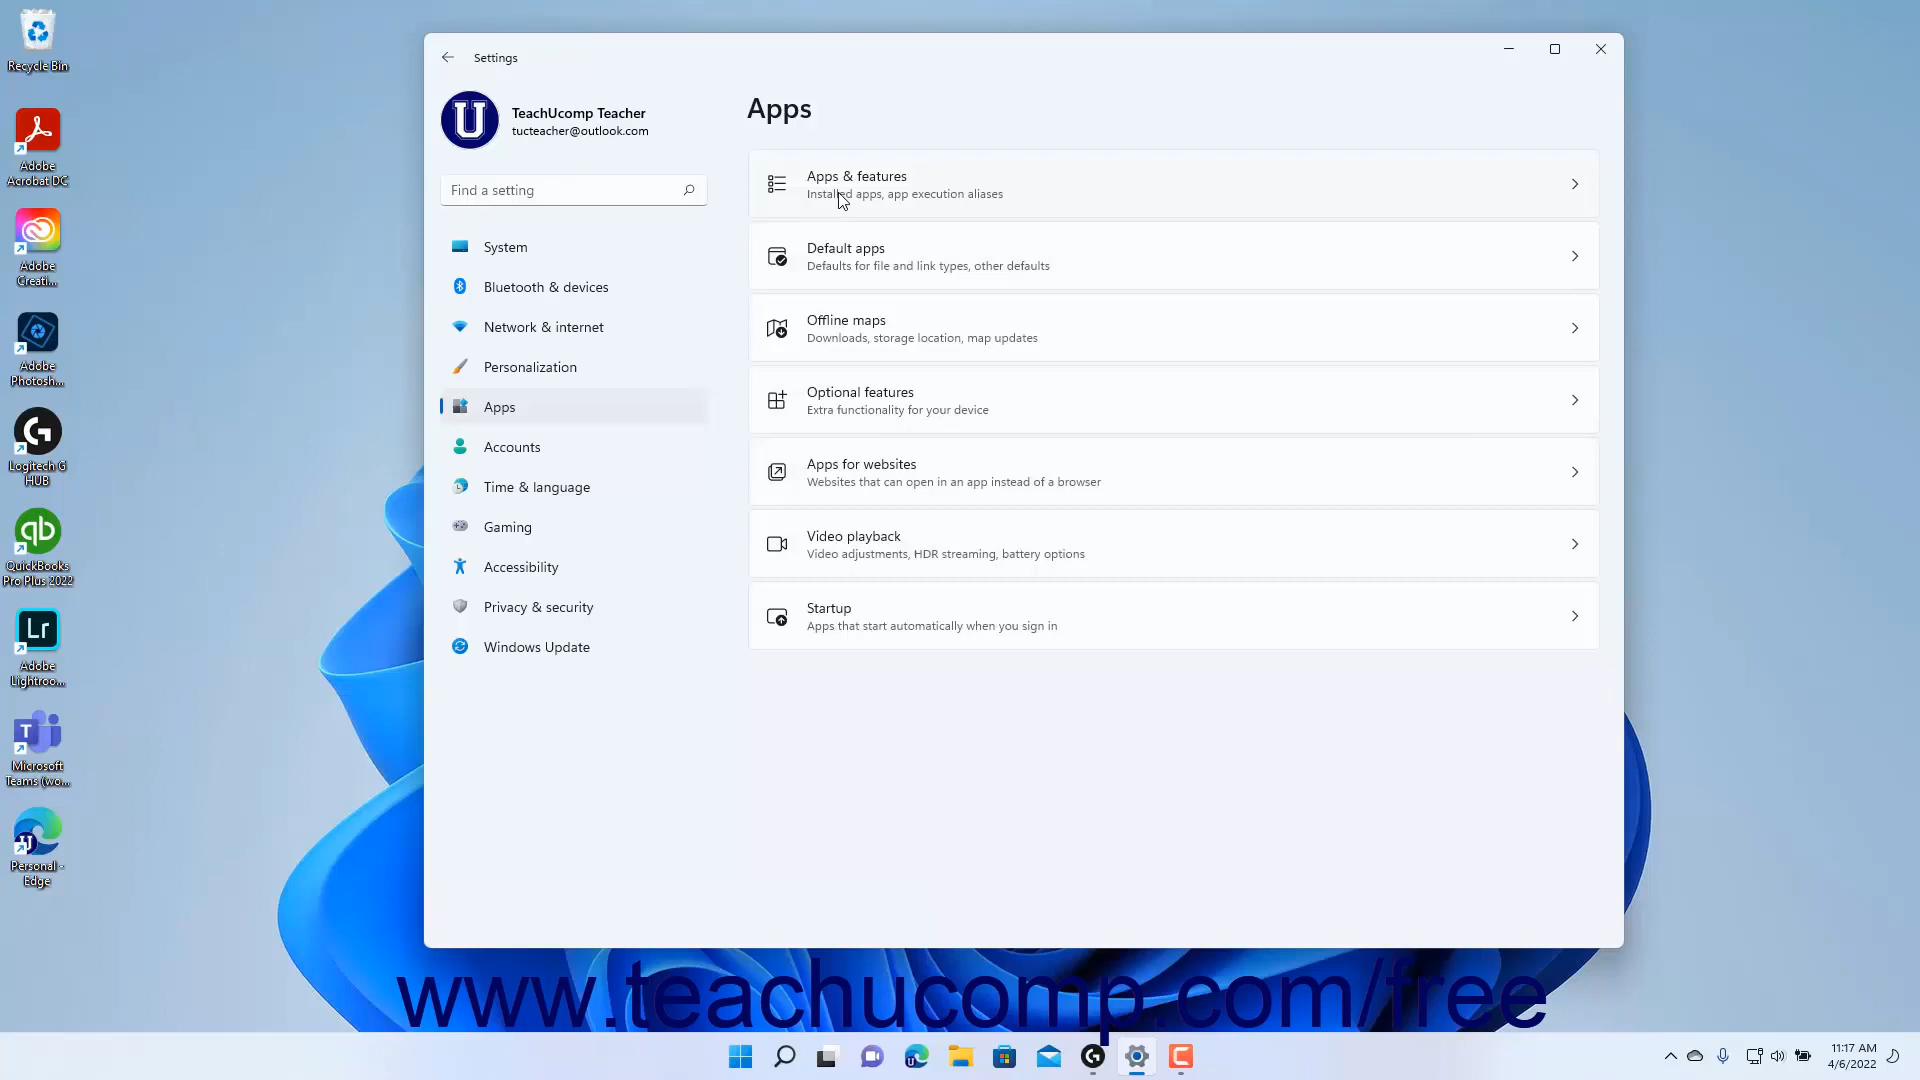 Recycle Bin
Adobe
Acrobat DC
Adobe
Creati...
Adobe
Photosh...
Logitech G
HUB
QuickBooks
Pro Plus 2022
Lr
Adobe
Lightroo...
Microsoft
Teams (wo...
Personal -
Edge
Settings
U
TeachUcomp Teacher
tucteacher@outlook.com
Find a setting
System
Bluetooth & devices
Network & internet
Personalization
Apps
Accounts
Time & language
Gaming
Accessibility
Privacy & security
Windows Update
Apps
Apps & features
Installed apps, app execution aliases
Default apps
Defaults for file and link types, other defaults
Offline maps
Downloads, storage location, map updates
Optional features
Extra functionality for your device
Apps for websites
Websites that can open in an app instead of a browser
Video playback
Video adjustments, HDR streaming, battery options
Startup
Apps that start automatically when you sign in
www.teachucomp.com/free
11:17 AM
4/6/2022